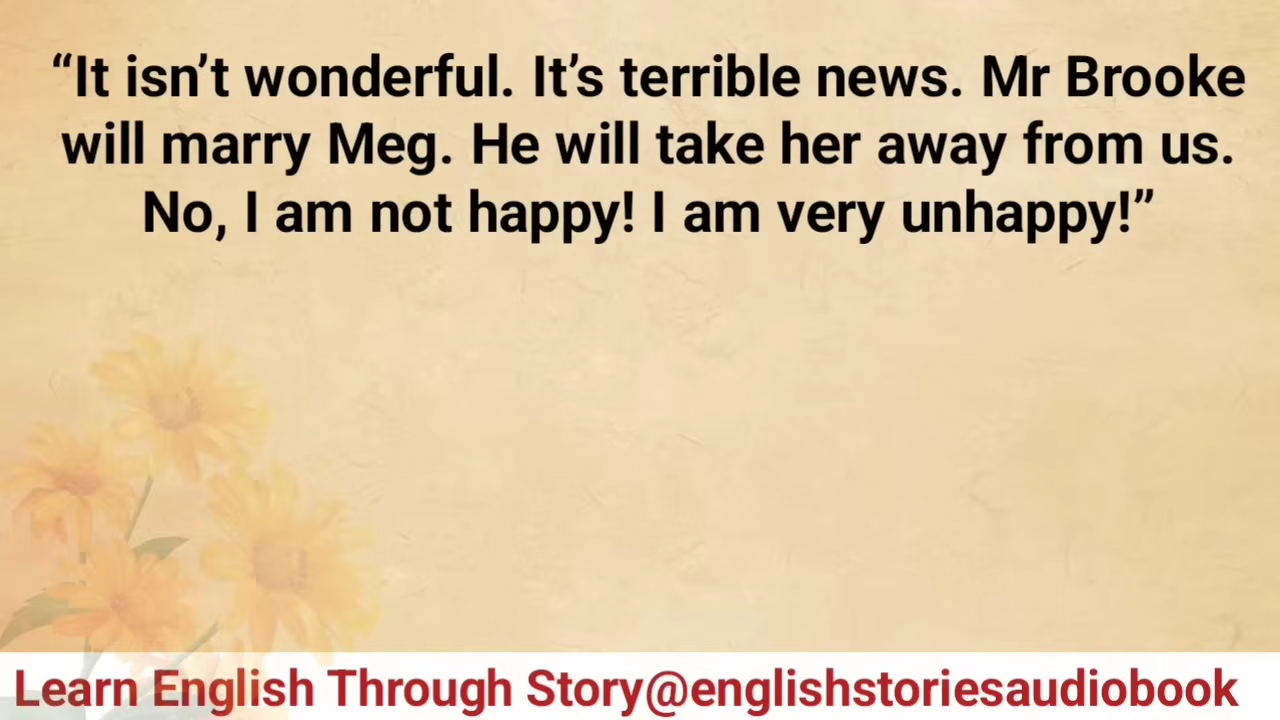 “It isn’t wonderful. It’s terrible news. Mr Brooke
will marry Meg. He will take her away from us.
No, I am not happy! I am very unhappy!”
Learn English Through Story@englishstoriesaudiobook